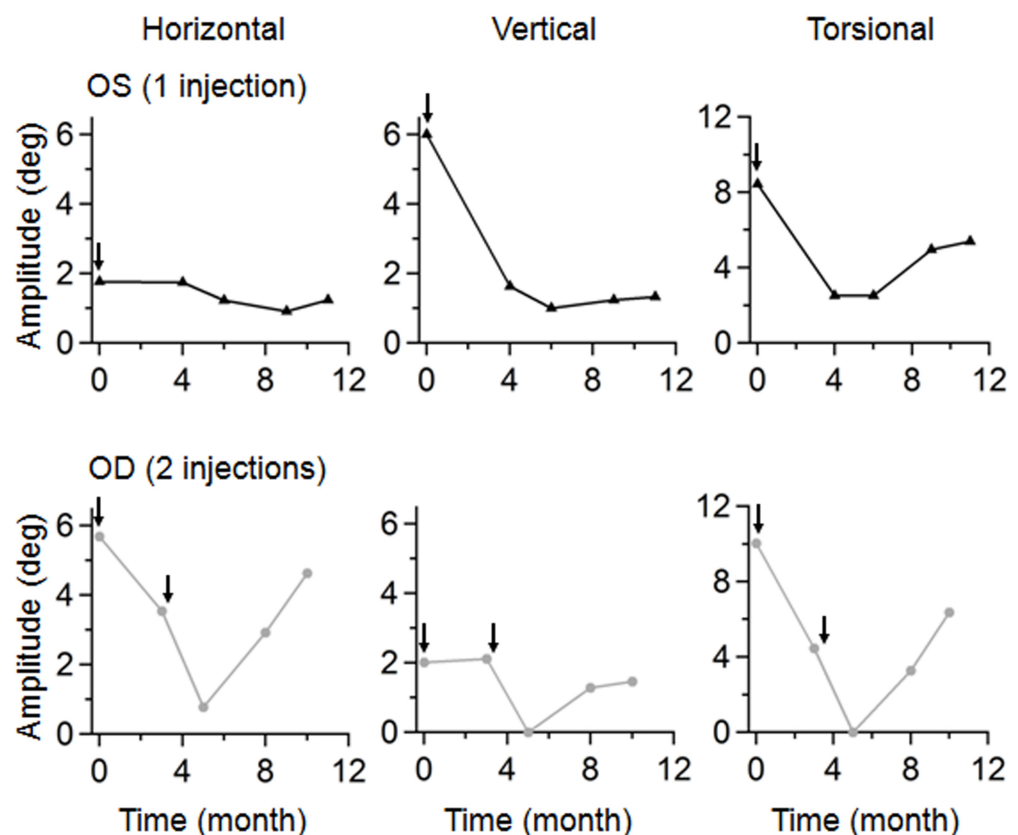 Horizontal Vertical Torsional
OS (1 injection)
Amplitude (deg)
6
4
2
0
0 4 8 12
6
4
2
0
0 4 8 12
12
8
4
0
0 4 8 12
OD (2 injections)
Amplitude (deg)
6
4
2
0
0 4 8 12
6
4
2
0
0 4 8 12
12
8
4
0
0 4 8 12
Time (month) Time (month) Time (month)